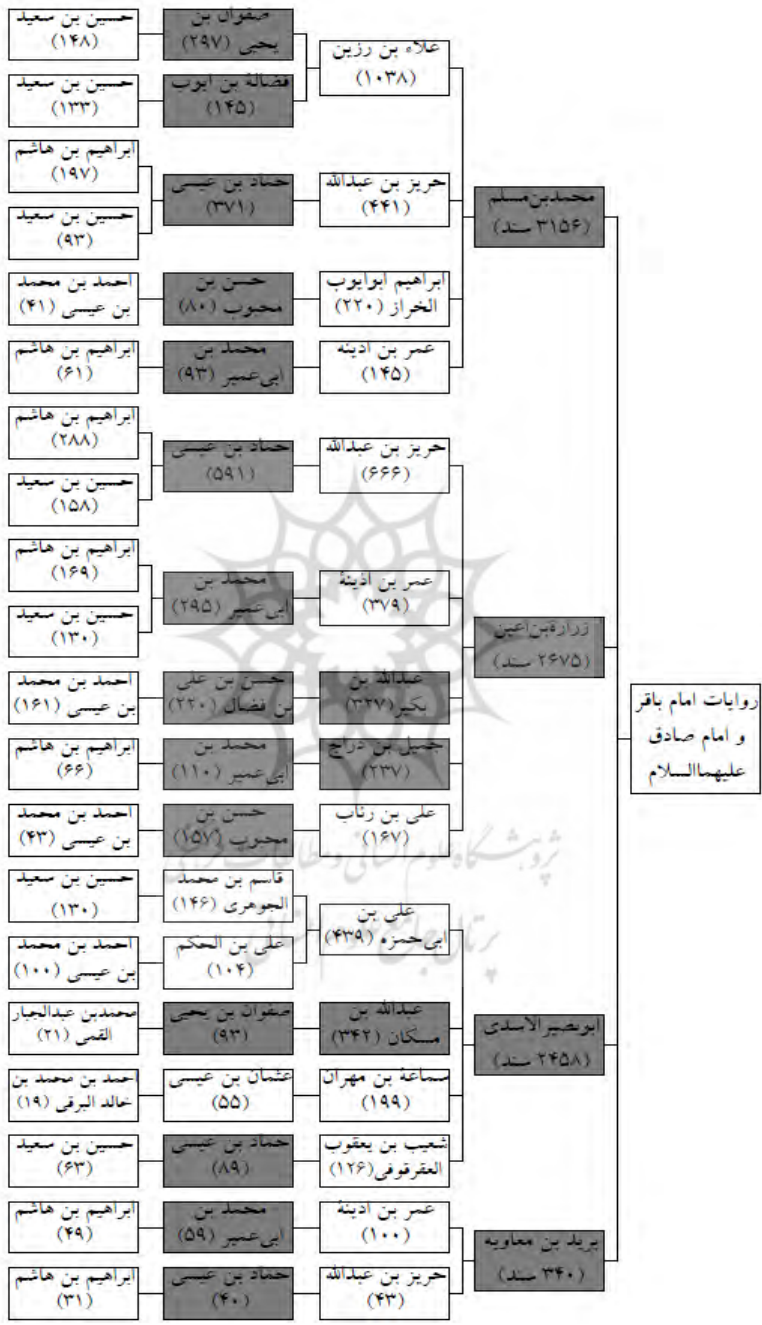 روایات امام باقر
و امام صادق
علیهماالسلام
محمدبن‌مسلم
(۳۱۵۶ سند)
علاء بن رزین
(۱۰۳۸)
صفوان بن
یحیی (۲۹۷)
حسین بن سعید
(۱۴۸)
فضالة بن ایوب
(۱۴۵)
حسین بن سعید
(۱۳۳)
حریز بن عبدالله
(۴۴۱)
حماد بن عیسی
(۳۷۱)
ابراهیم بن هاشم
(۱۹۷)
حسین بن سعید
(۹۳)
ابراهیم ابوایوب
الخراز (۲۲۰)
حسن بن
محبوب (۸۰)
احمد بن محمد
بن عیسی (۴۱)
عمر بن اذینه
(۱۴۵)
محمد بن
ابی‌عمیر (۹۳)
ابراهیم بن هاشم
(۶۱)
زرارةبن‌اعین
(۲۶۷۵ سند)
حریز بن عبدالله
(۶۶۶)
حماد بن عیسی
(۵۹۱)
ابراهیم بن هاشم
(۲۸۸)
حسین بن سعید
(۱۵۸)
عمر بن اذینة
(۳۷۹)
محمد بن
ابی‌عمیر (۲۹۵)
ابراهیم بن هاشم
(۱۶۹)
حسین بن سعید
(۱۳۰)
عبدالله بن
بکیر(۳۲۷)
حسن بن علی
بن فضال (۲۲۰)
احمد بن محمد
بن عیسی (۱۶۱)
جمیل بن دراج
(۲۳۷)
محمد بن
ابی‌عمیر (۱۱۰)
ابراهیم بن هاشم
(۶۶)
علی بن رئاب
(۱۶۷)
حسن بن
محبوب (۱۵۷)
احمد بن محمد
بن عیسی (۴۳)
ابوبصیرالاسدی
(۲۴۵۸ سند)
علی بن
ابی‌حمزه (۴۳۹)
قاسم بن محمد
الجوهری (۱۴۶)
حسین بن سعید
(۱۳۰)
علی بن الحکم
(۱۰۴)
احمد بن محمد
بن عیسی (۱۰۰)
عبدالله بن
مسکان (۳۴۲)
صفوان بن یحیی
(۹۳)
محمدبن عبدالجبار
القمی (۲۱)
سماعة بن مهران
(۱۹۹)
عثمان بن عیسی
(۵۵)
احمد بن محمد بن
خالد البرقی (۱۹)
شعیب بن یعقوب
العقرقوفی(۱۲۶)
حماد بن عیسی
(۸۹)
حسین بن سعید
(۶۳)
برید بن معاویه
(۳۴۰ سند)
عمر بن اذینة
(۱۰۰)
محمد بن
ابی‌عمیر (۵۹)
ابراهیم بن هاشم
(۴۹)
حریز بن عبدالله
(۴۳)
حماد بن عیسی
(۴۰)
ابراهیم بن هاشم
(۳۱)
پژوهشگاه علوم انسانی و مطالعات فرهنگی
پرتال جامع علوم انسانی